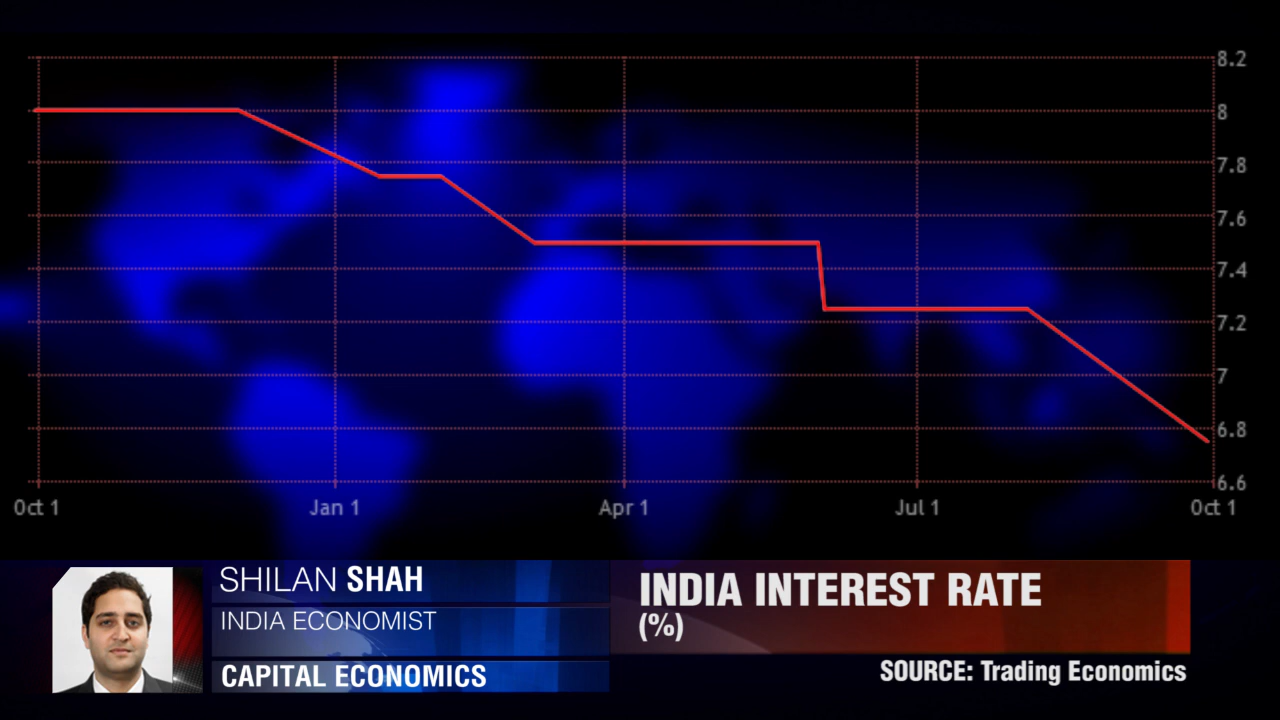 8.2
8
7.8
7.6
7.4
7.2
7
6.8
6.6
Oct 1 Jan 1 Apr 1 Jul 1 Oct 1
SHILAN SHAH
INDIA ECONOMIST
CAPITAL ECONOMICS
INDIA INTEREST RATE
(%)
SOURCE: Trading Economics